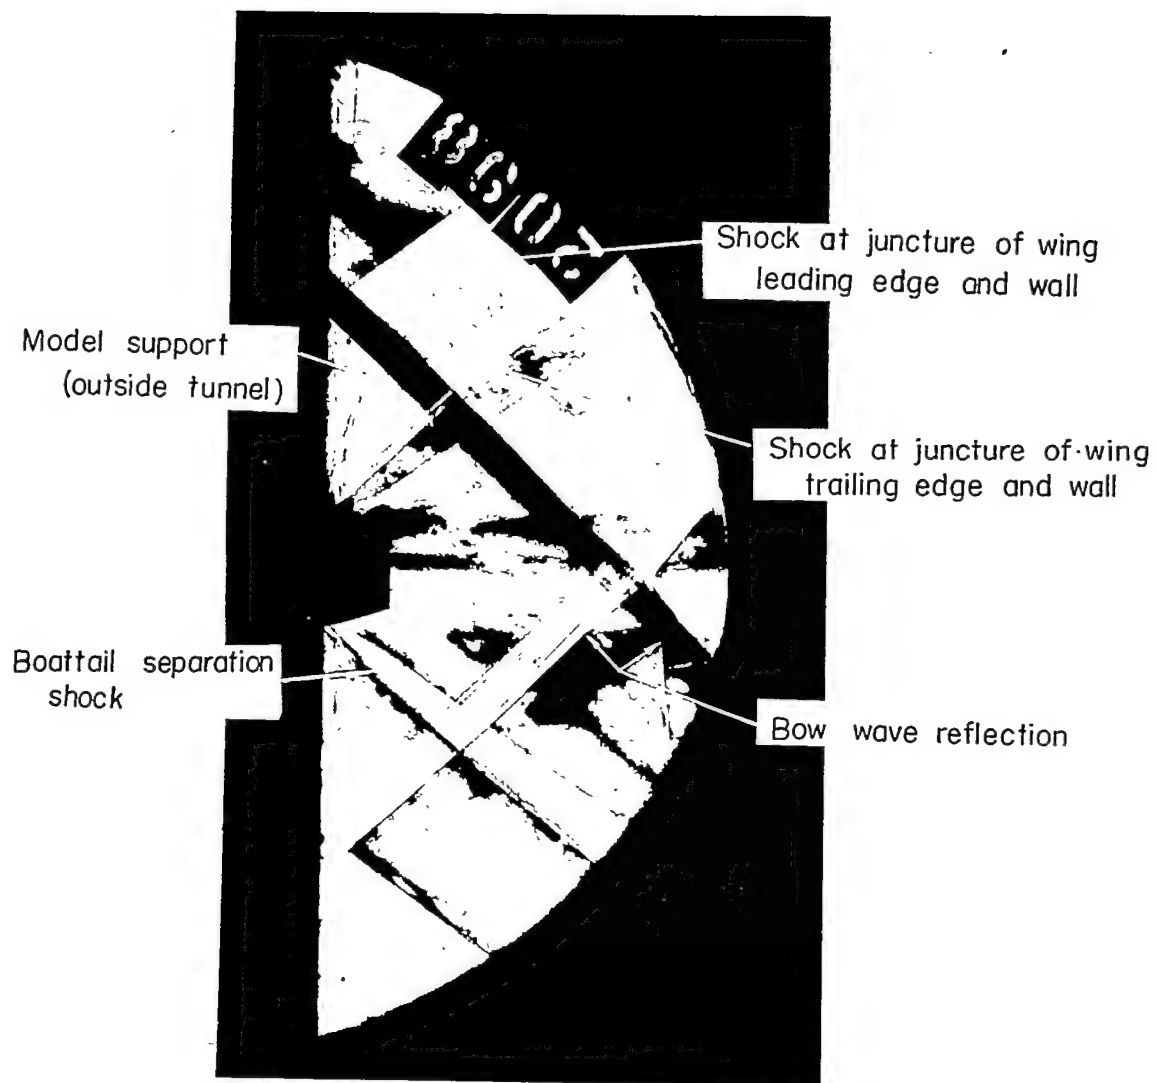 Shock at juncture of wing
leading edge and wall
Model support
(outside tunnel)
Shock at juncture of wing
trailing edge and wall
Boattail separation
shock
Bow wave reflection